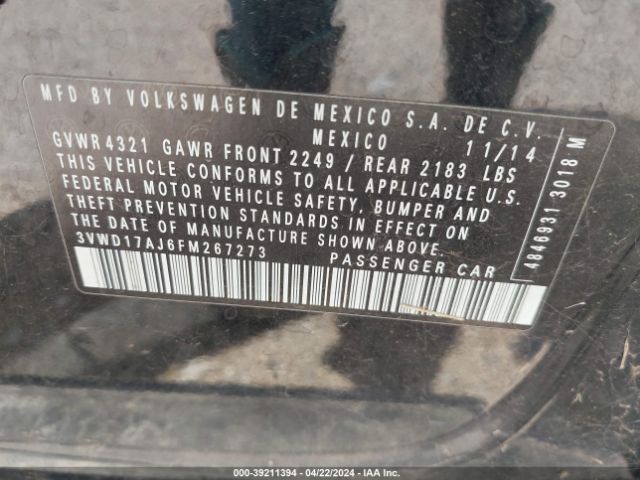 MFD BY VOLKSWAGEN DE MEXICO S.A. DE C.V.
MEXICO 11/14
GVWR 4321 GAWR FRONT 2249 / REAR 2183 LBS
THIS VEHICLE CONFORMS TO ALL APPLICABLE U.S.
FEDERAL MOTOR VEHICLE SAFETY, BUMPER AND
THEFT PREVENTION STANDARDS IN EFFECT ON
THE DATE OF MANUFACTURE SHOWN ABOVE.
3VWD17AJ6FM267273 PASSENGER CAR
4846931 3018 M
000-39211394 - 04/22/2024 - IAA Inc.